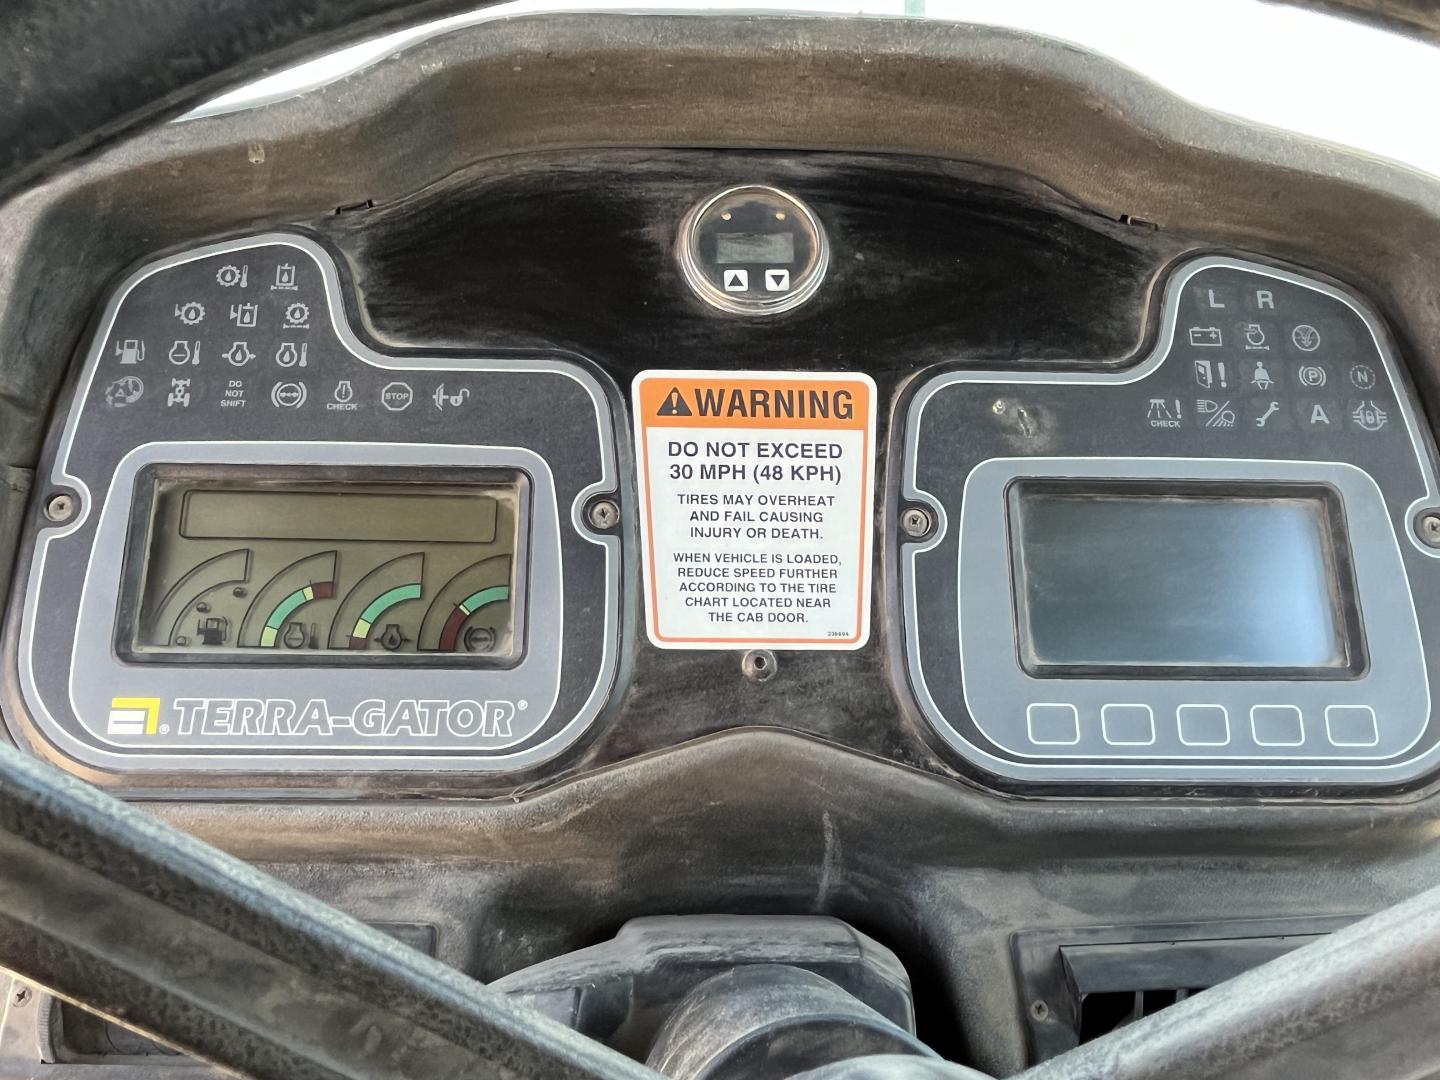 L R
DO
NOT
SHIFT
CHECK
STOP
P
N
CHECK
A
WARNING
DO NOT EXCEED
30 MPH (48 KPH)
TIRES MAY OVERHEAT
AND FAIL CAUSING
INJURY OR DEATH.
WHEN VEHICLE IS LOADED,
REDUCE SPEED FURTHER
ACCORDING TO THE TIRE
CHART LOCATED NEAR
THE CAB DOOR.
TERRA-GATOR®